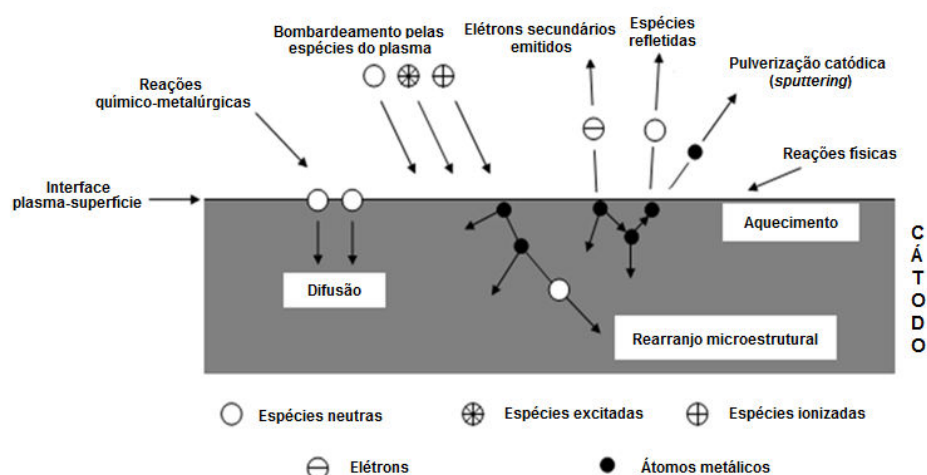 Bombardeamento pelas
espécies do plasma
Elétrons secundários
emitidos
Espécies
refletidas
Pulverização catódica
(sputtering)
Reações
químico-metalúrgicas
Reações físicas
Interface
plasma-superfície
Aquecimento
Difusão
Rearranjo microestrutural
CÁTODO
Espécies neutras
Espécies excitadas
Espécies ionizadas
Elétrons
Átomos metálicos